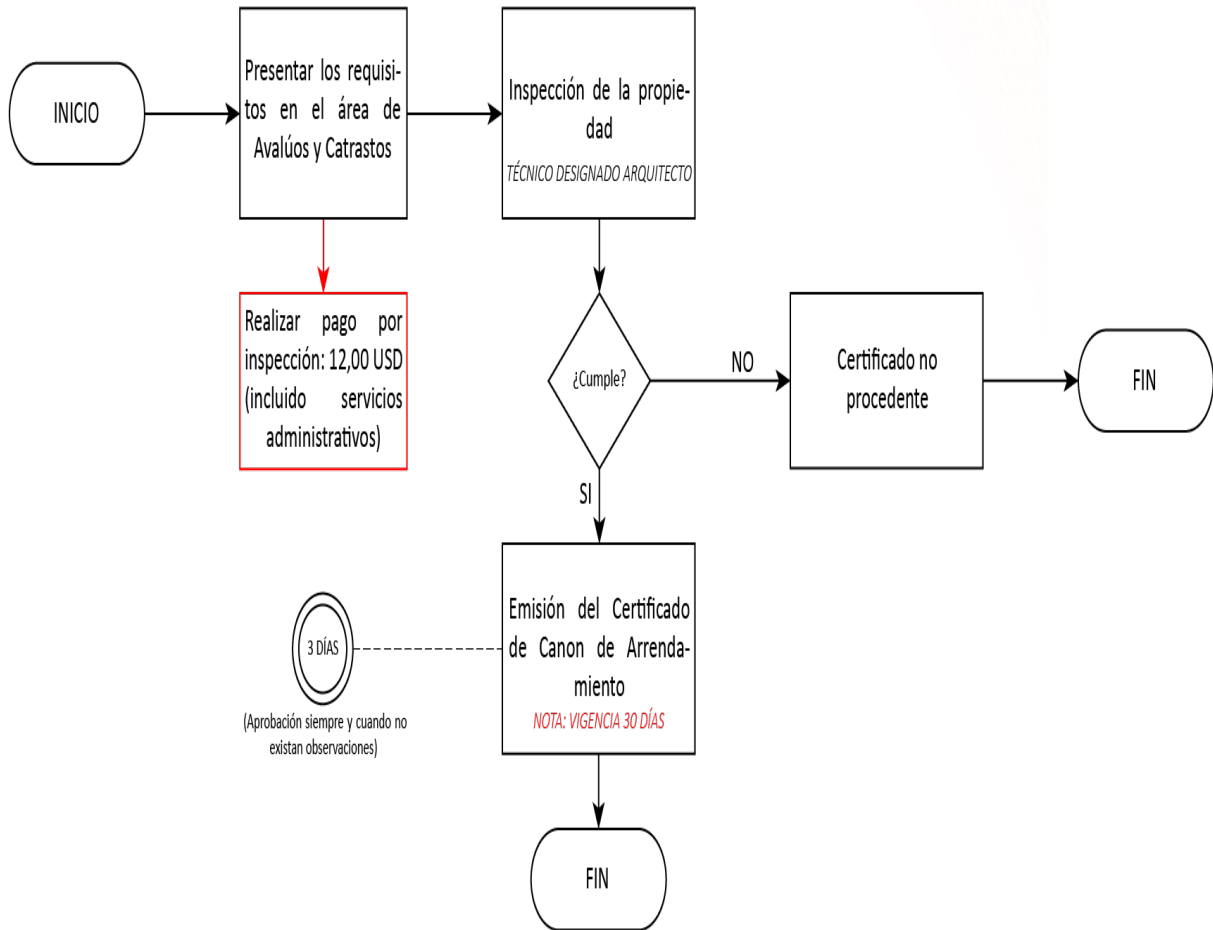 INICIO
Presentar los requisi-
tos en el área de
Avalúos y Catrastos
Inspección de la propie-
dad
TÉCNICO DESIGNADO ARQUITECTO
Realizar pago por
inspección: 12,00 USD
(incluido servicios
administrativos)
¿Cumple?
NO
Certificado no
procedente
FIN
SI
3 DÍAS
(Aprobación siempre y cuando no
existan observaciones)
Emisión del Certificado
de Canon de Arrenda-
miento
NOTA: VIGENCIA 30 DÍAS
FIN